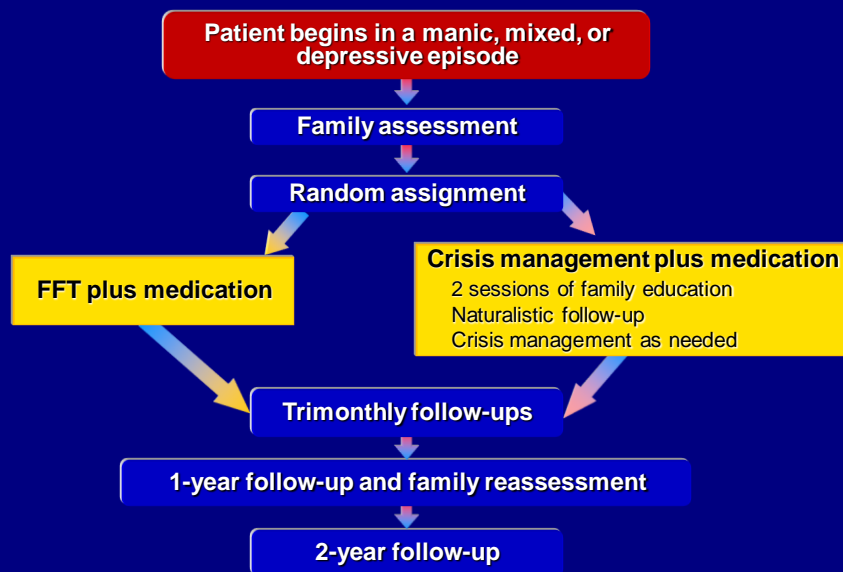 Patient begins in a manic, mixed, or
depressive episode
Family assessment
Random assignment
FFT plus medication
Crisis management plus medication
2 sessions of family education
Naturalistic follow-up
Crisis management as needed
Trimonthly follow-ups
1-year follow-up and family reassessment
2-year follow-up